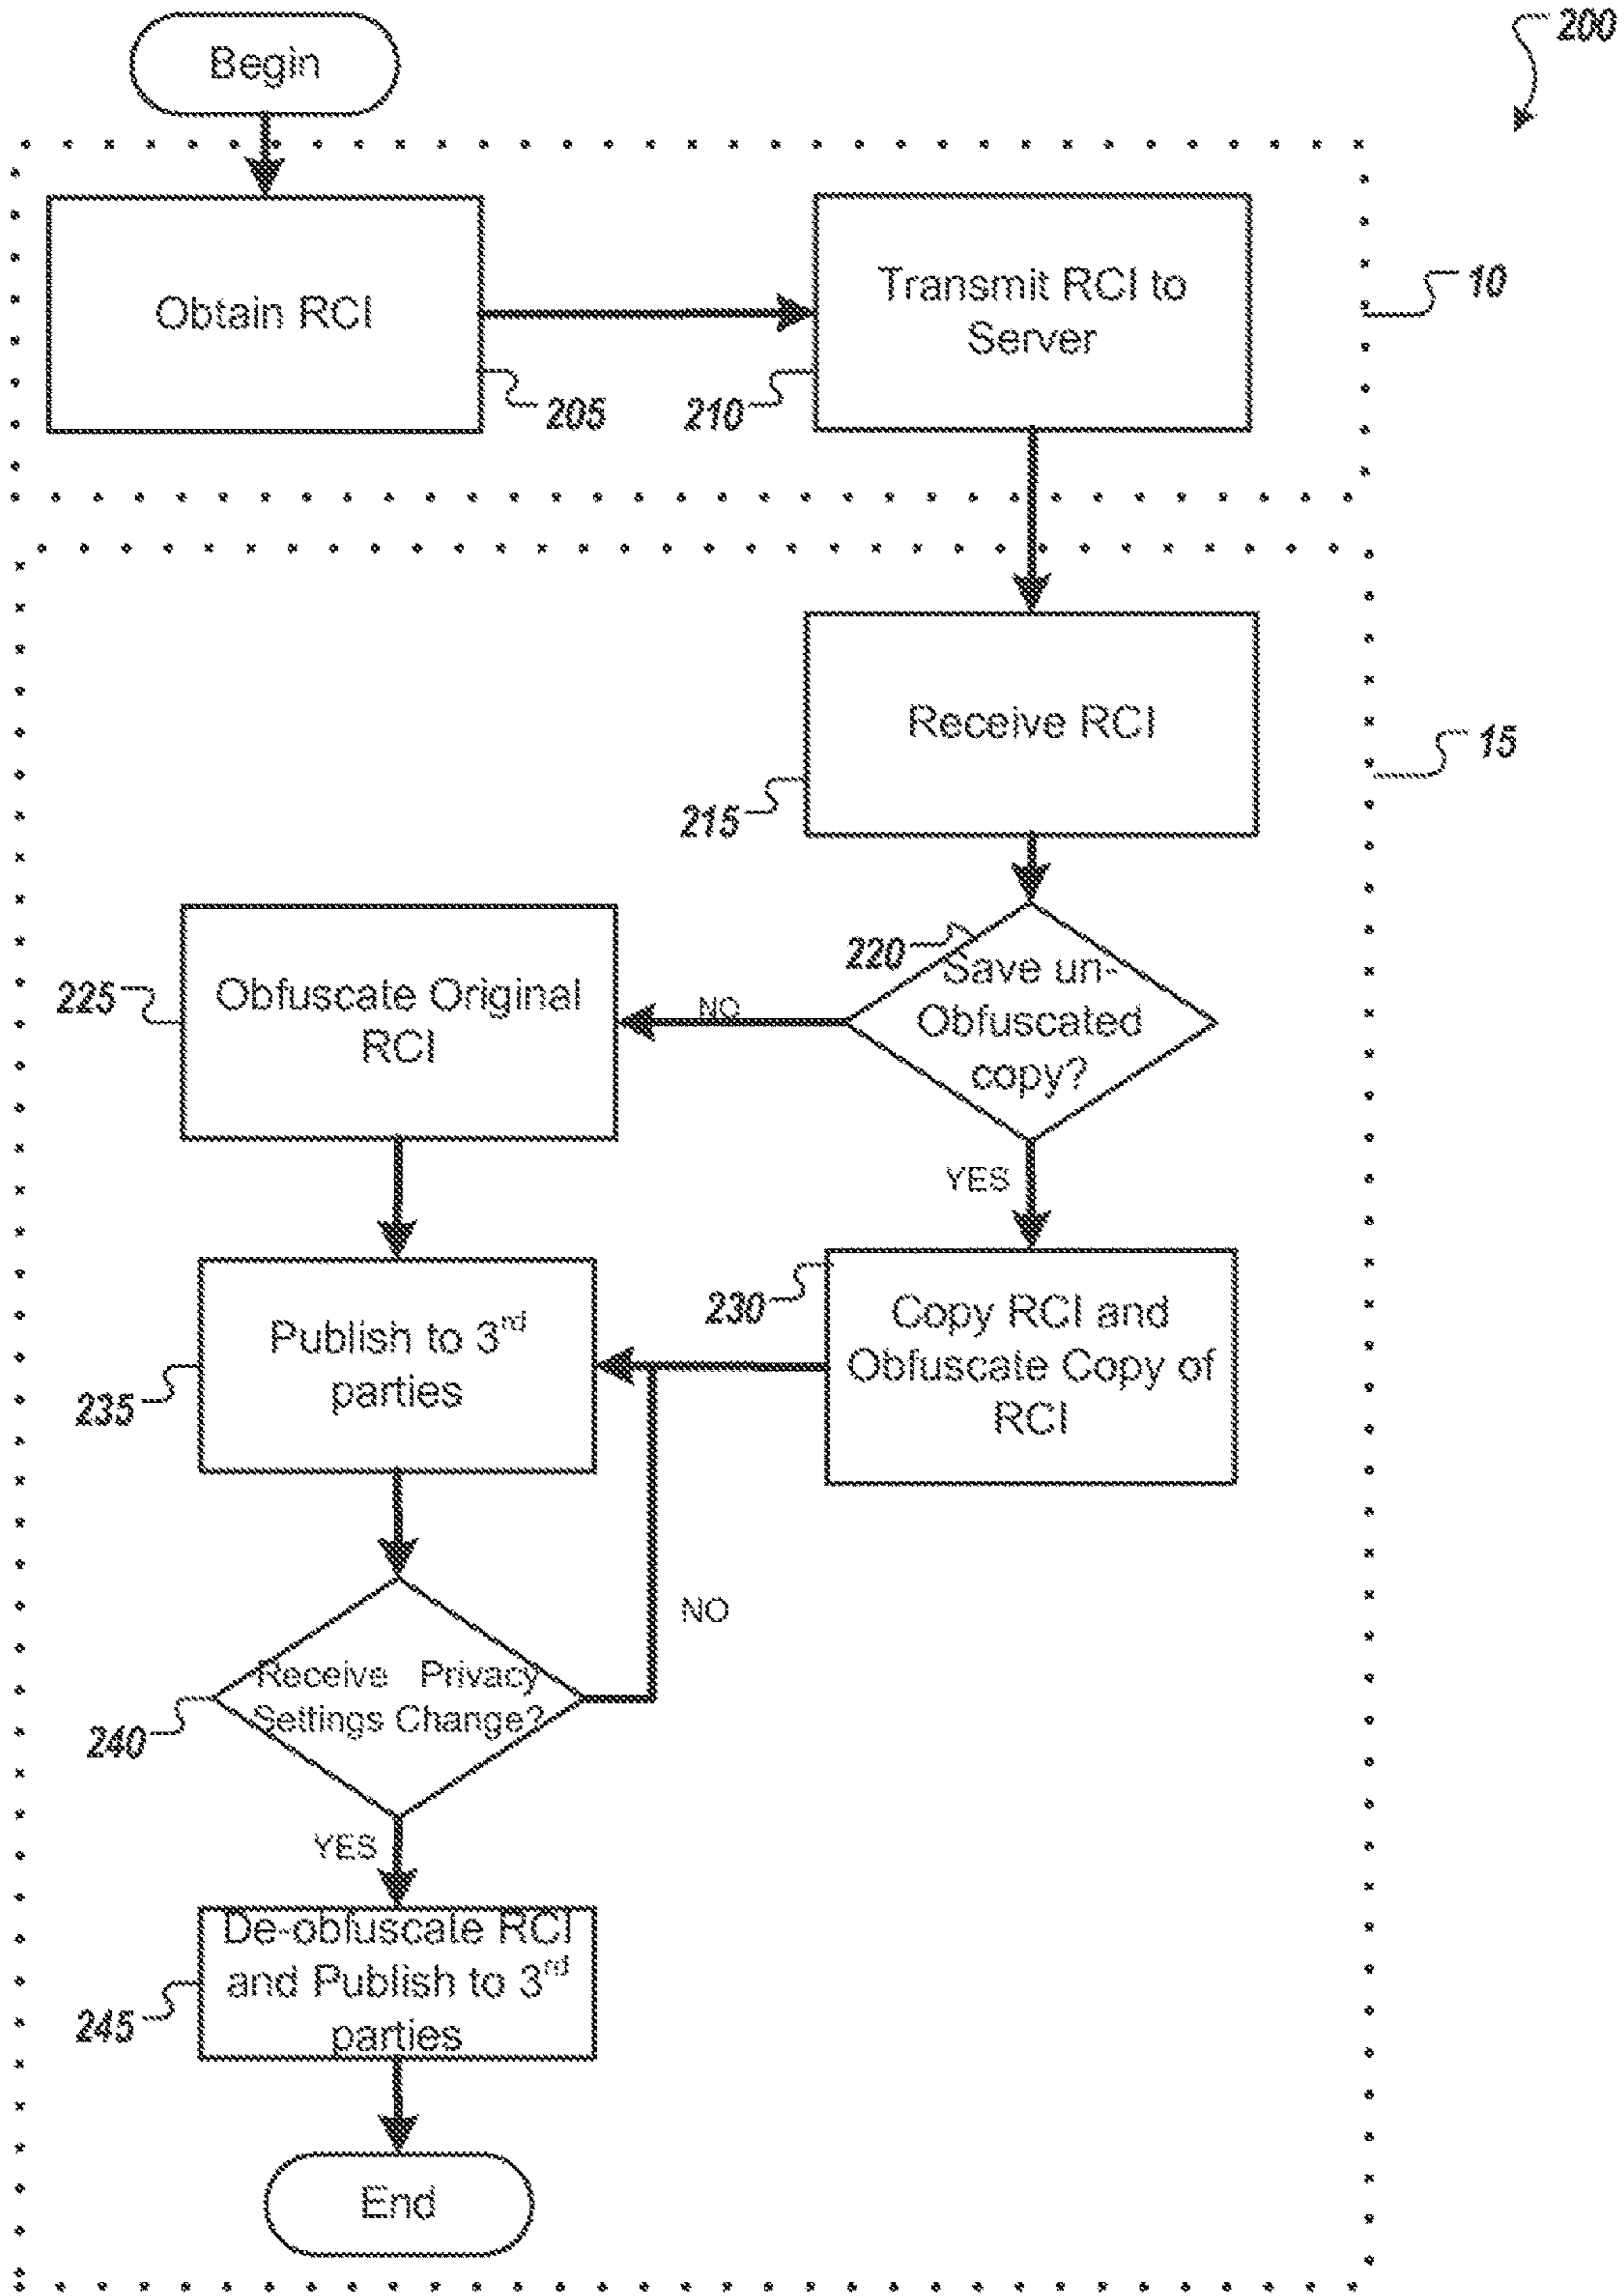 200
Begin
Obtain RCI
Transmit RCI to
Server
10
205
210
Receive RCI
15
215
220
Save un-
Obfuscated
copy?
225
Obfuscate Original
RCI
NO
YES
230
Copy RCI and
Obfuscate Copy of
RCI
Publish to 3rd
parties
235
NO
Receive Privacy
Settings Change?
240
YES
De-obfuscate RCI
and Publish to 3rd
parties
245
End